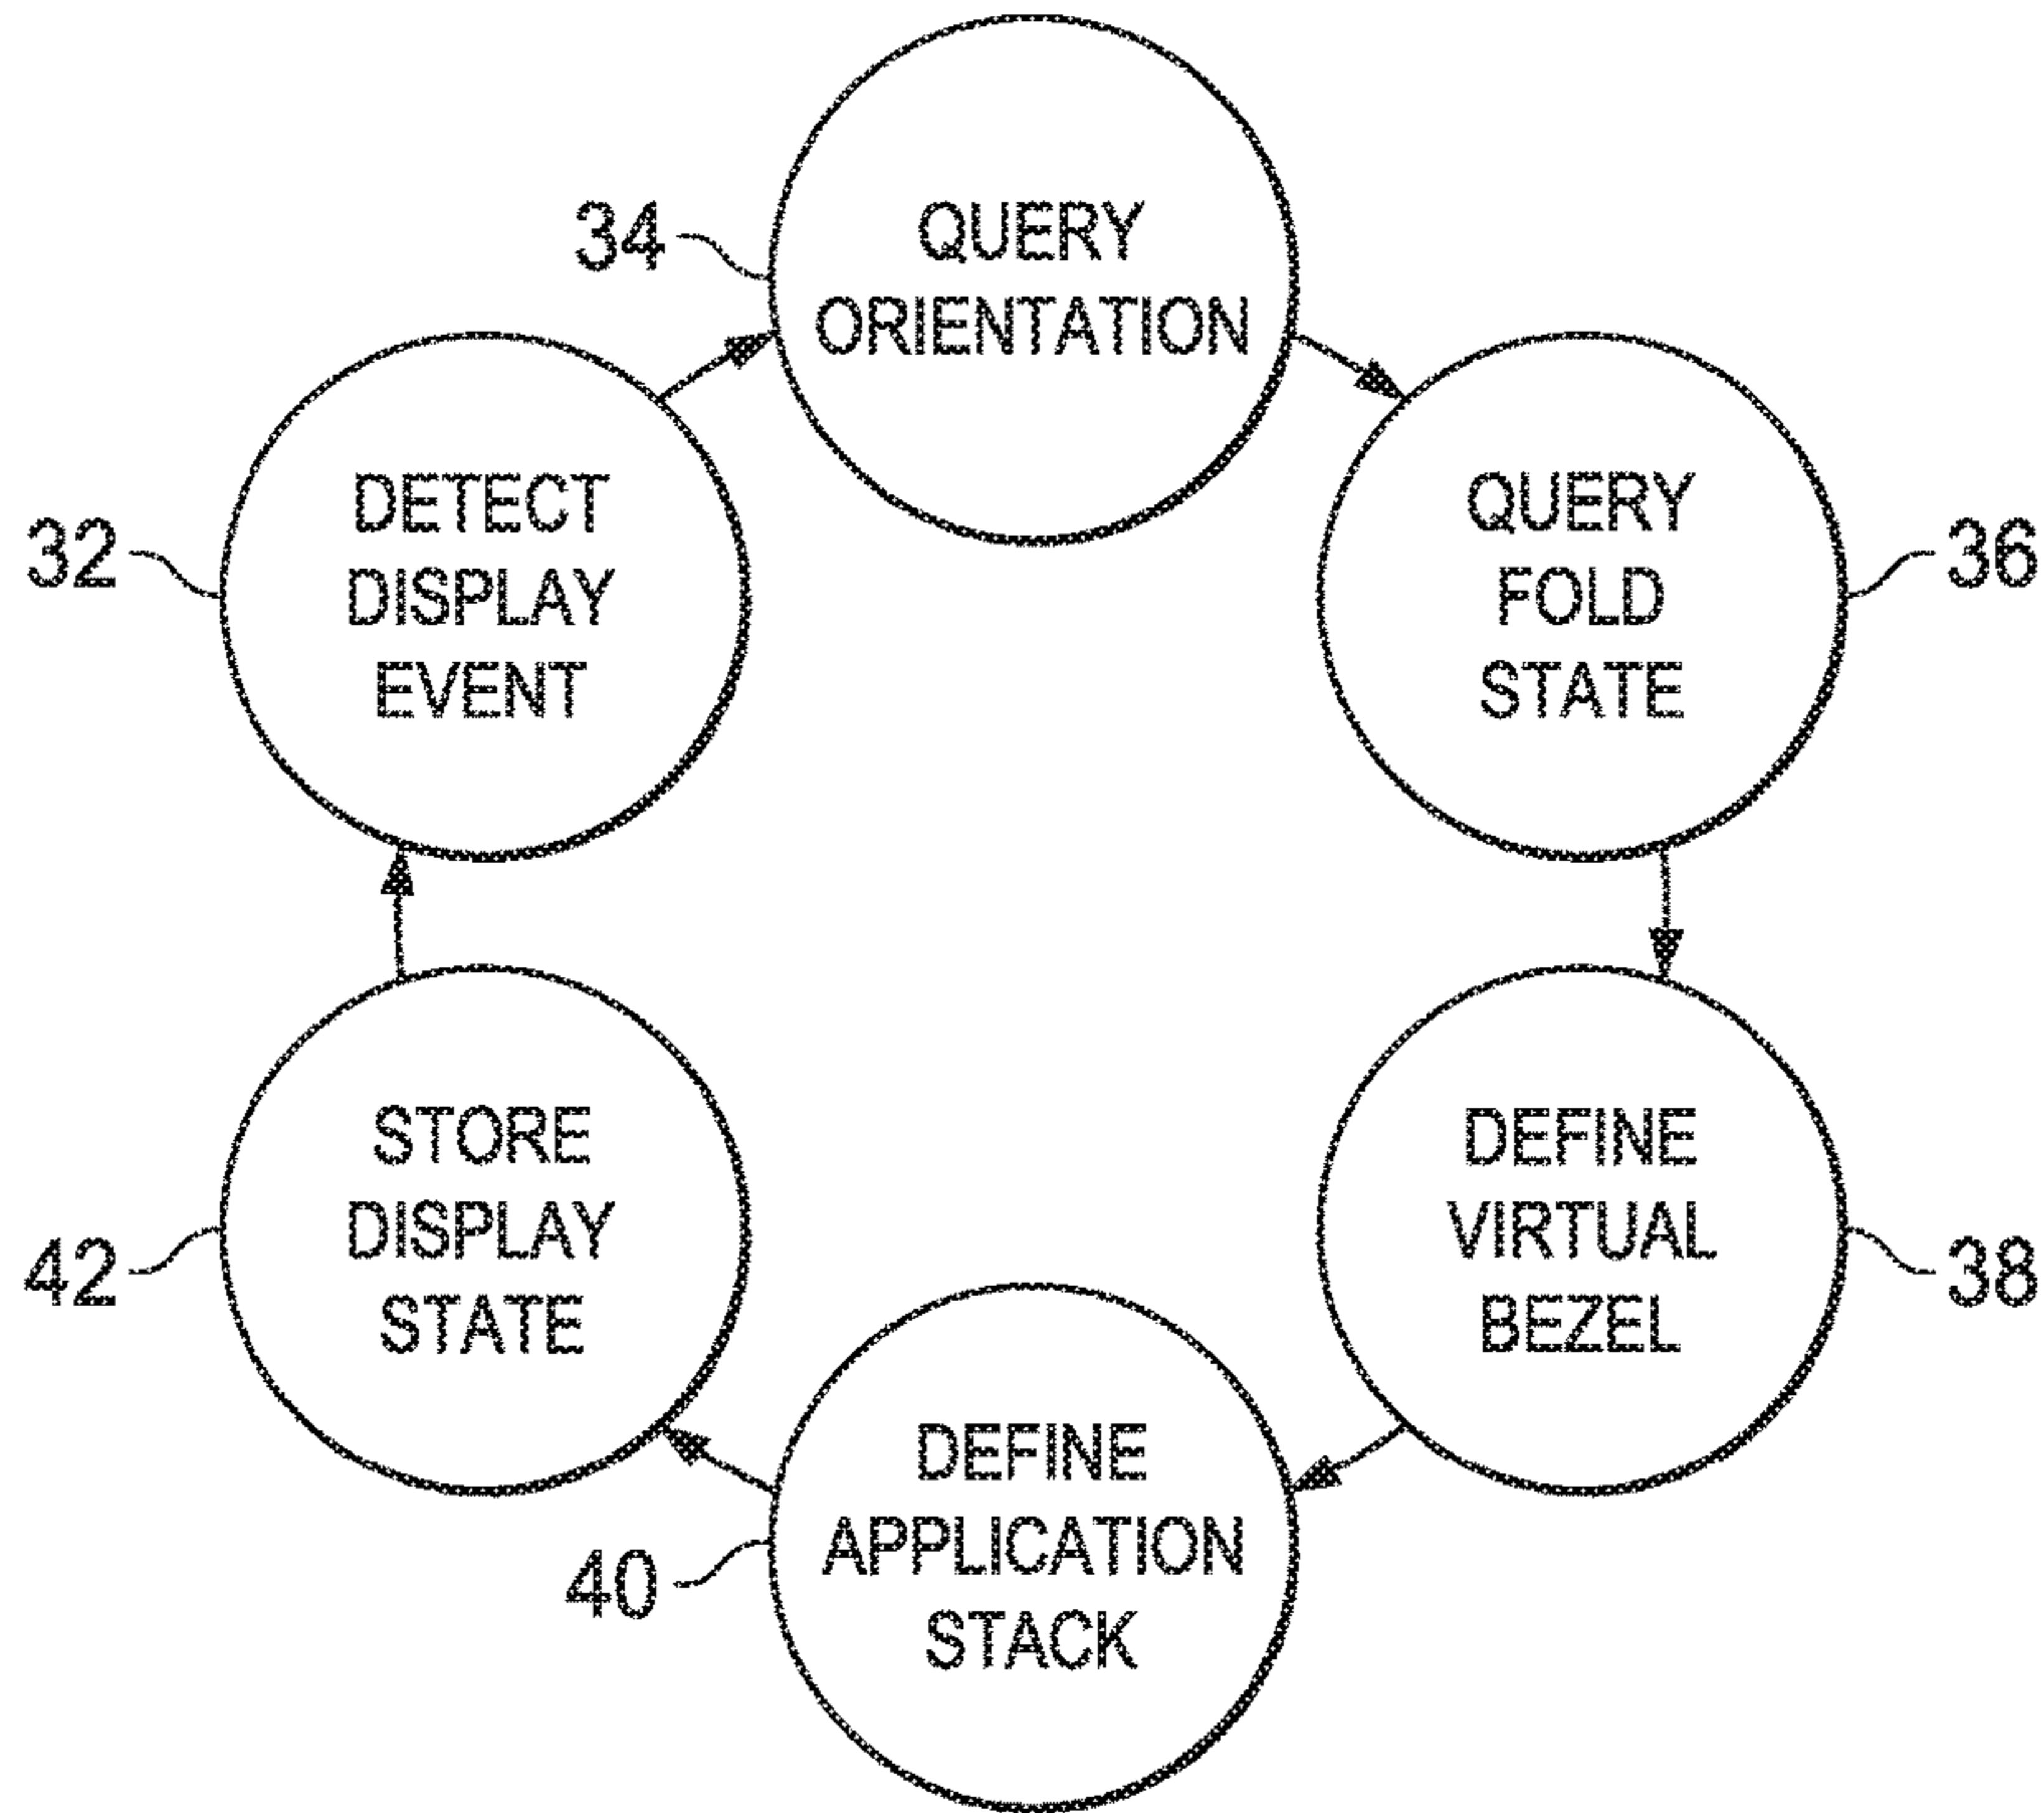 34
QUERY
ORIENTATION
32
DETECT
DISPLAY
EVENT
QUERY
FOLD
STATE
36
42
STORE
DISPLAY
STATE
DEFINE
VIRTUAL
BEZEL
38
40
DEFINE
APPLICATION
STACK